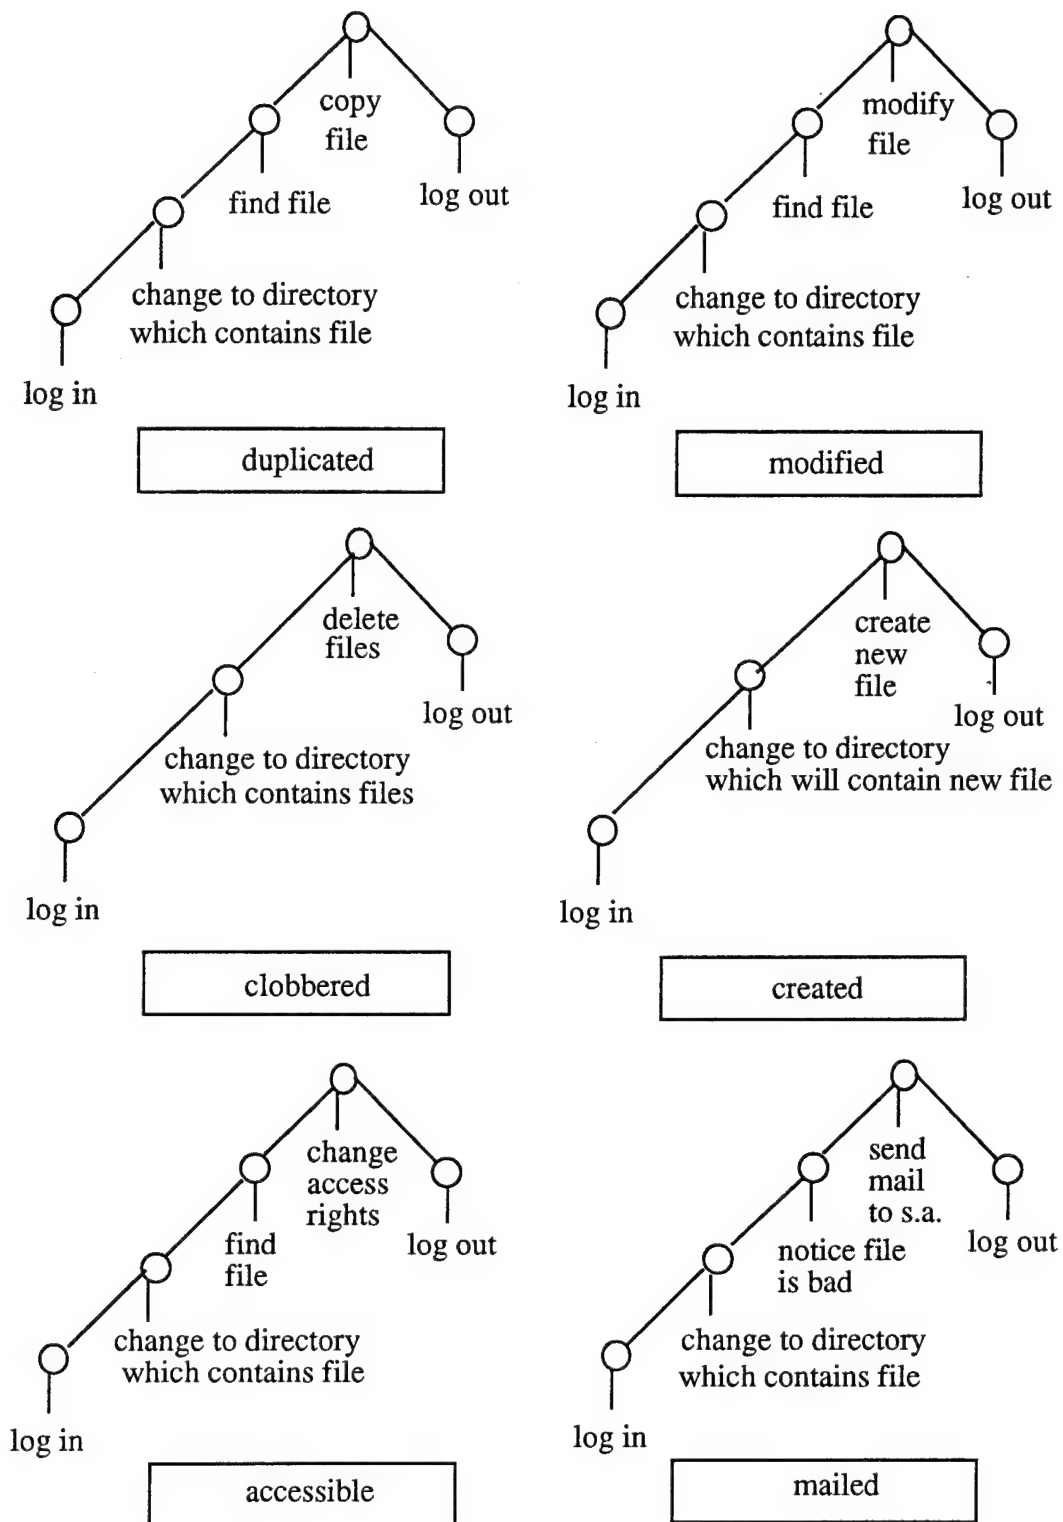 copy
file
find file
log out
change to directory
which contains file
log in
duplicated
modify
file
find file
log out
change to directory
which contains file
log in
modified
delete
files
log out
change to directory
which contains files
log in
clobbered
create
new
file
log out
change to directory
which will contain new file
log in
created
change
access
rights
find
file
log out
change to directory
which contains file
log in
accessible
send
mail
to s.a.
notice file
is bad
log out
change to directory
which contains file
log in
mailed